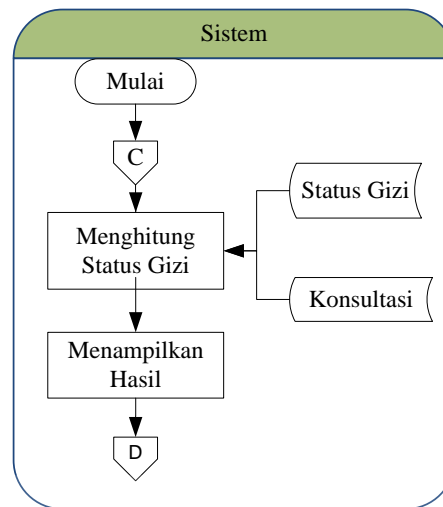 Sistem
Mulai
C
Status Gizi
Menghitung
Status Gizi
Konsultasi
Menampilkan
Hasil
D